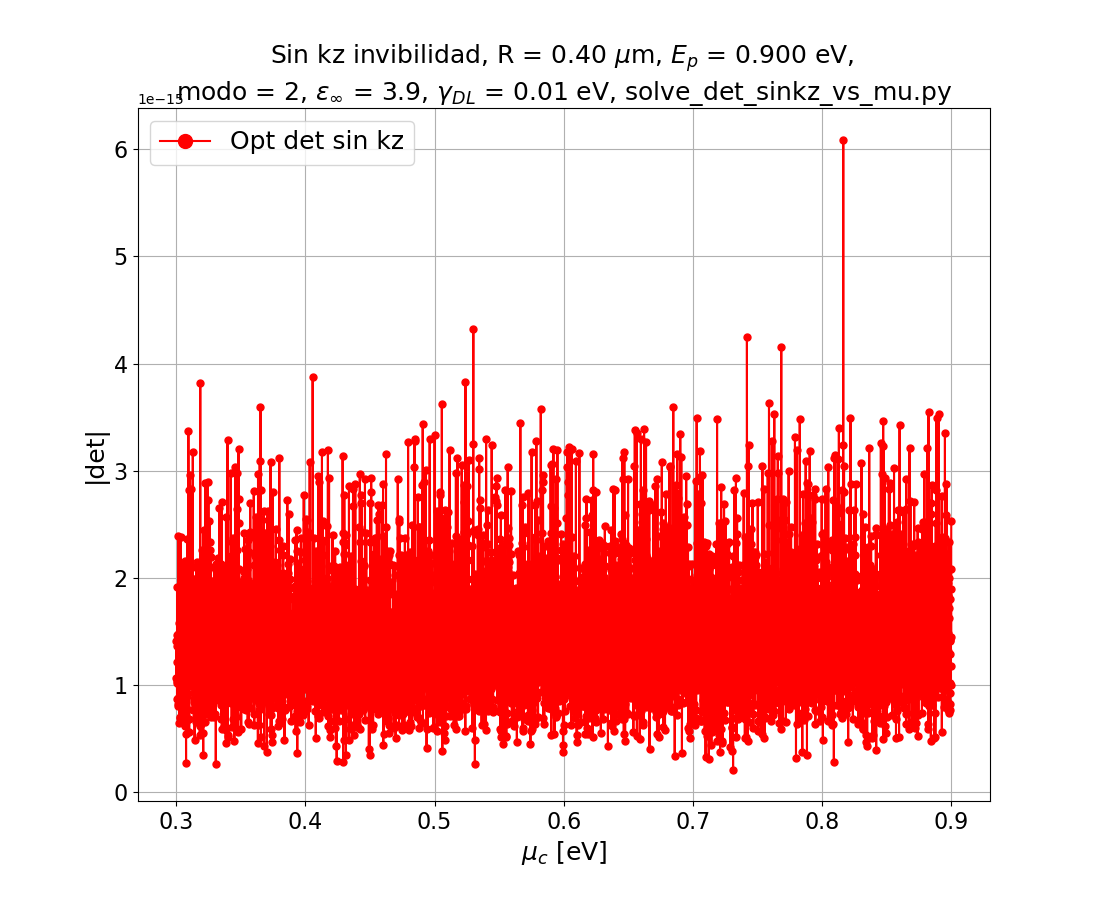 Sin kz invibilidad, R = 0.40 μm, E_p = 0.900 eV,
modo = 2, ε_∞ = 3.9, γ_DL = 0.01 eV, solve_det_sinkz_vs_mu.py
1e−15
Opt det sin kz
6
5
4
3
2
1
0
|det|
0.3 0.4 0.5 0.6 0.7 0.8 0.9
μ_c [eV]